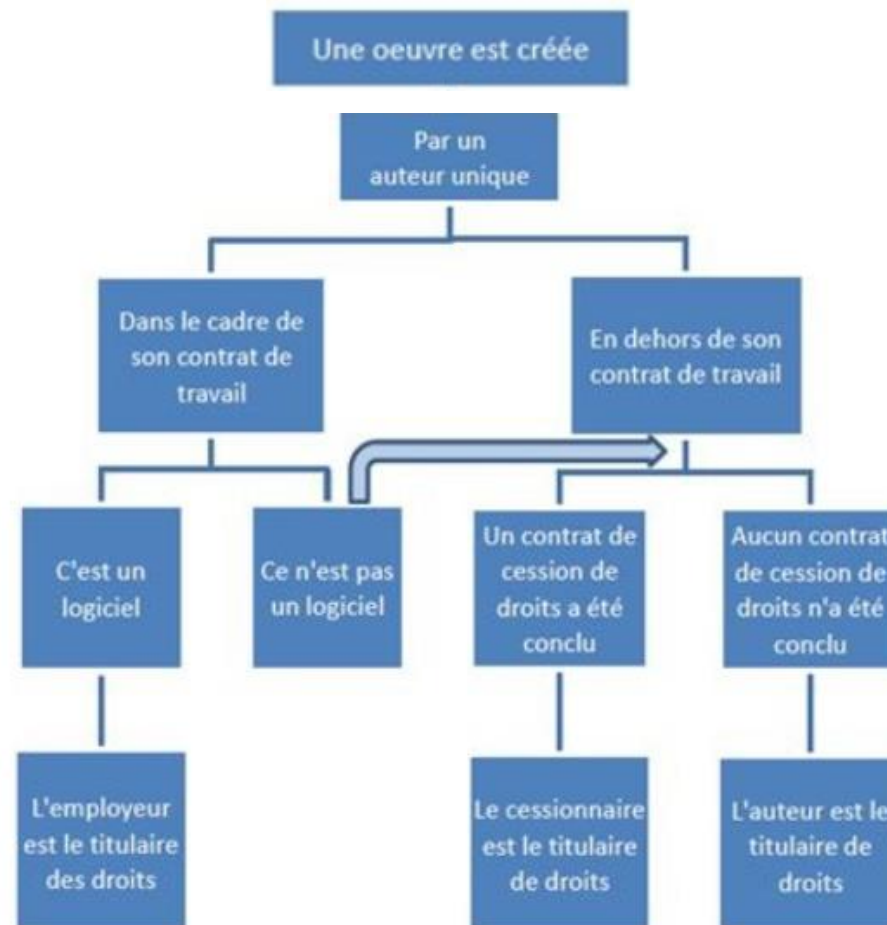 Une oeuvre est créée
Par un
auteur unique
Dans le cadre de
son contrat de
travail
En dehors de son
contrat de travail
C'est un
logiciel
Ce n'est pas
un logiciel
Un contrat de
cession de
droits a été
conclu
Aucun contrat
de cession de
droits n'a été
conclu
L'employeur
est le titulaire
des droits
Le cessionnaire
est le titulaire
de droits
L'auteur est le
titulaire de
droits